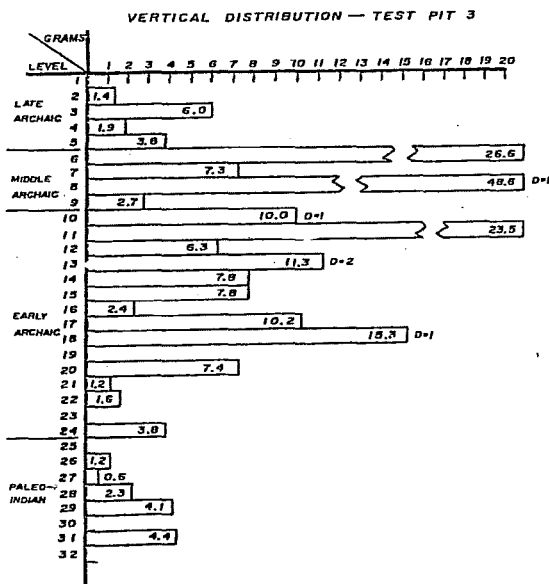 VERTICAL DISTRIBUTION — TEST PIT 3
GRAMS
LEVEL 1 2 3 4 5 6 7 8 9 10 11 12 13 14 15 16 17 18 19 20
1
2 1.4
LATE
3 6.0
ARCHAIC
4 1.9
5 3.8
6 26.6
7 7.3
MIDDLE
8 48.6 D=1
ARCHAIC
9 2.7
10 10.0 D=1
11 23.5
12 6.3
13 11.3 D=2
14 7.8
15 7.8
16 2.4
EARLY
17 10.2
ARCHAIC
18 15.3 D=1
19
20 7.4
21 1.2
22 1.6
23
24 3.8
25
26 1.2
PALEO-
27 0.6
INDIAN
28 2.3
29 4.1
30
31 4.4
32